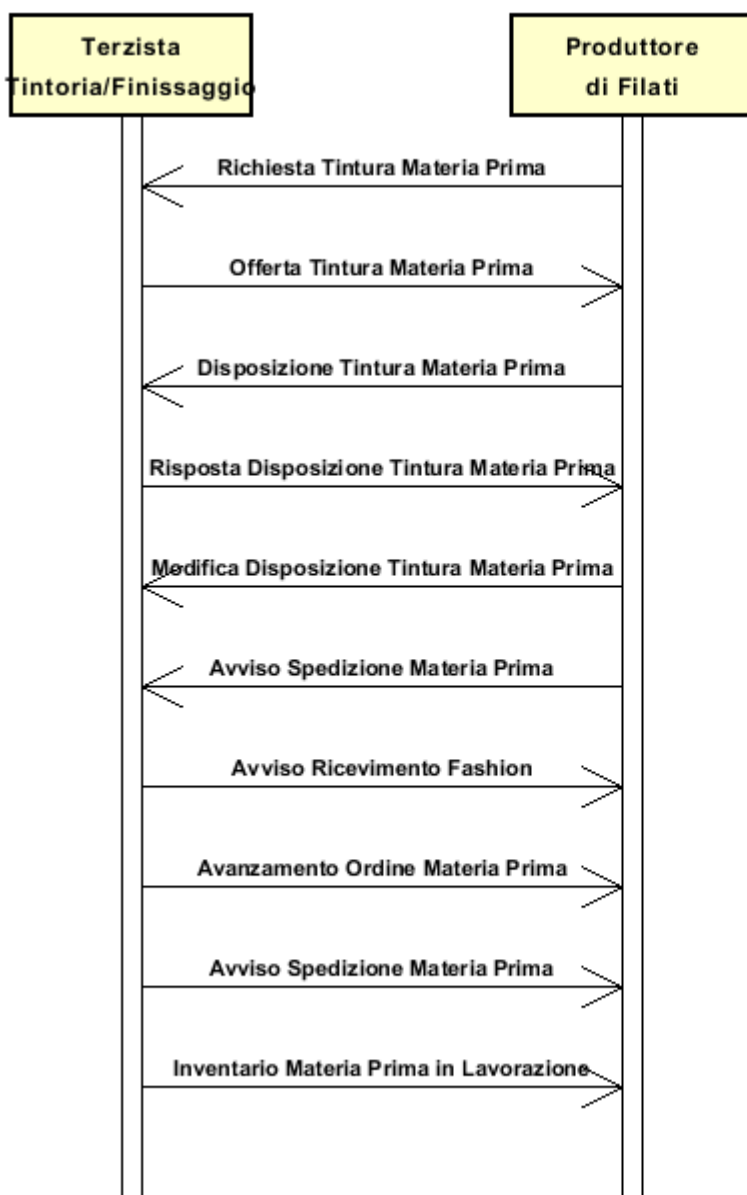 Terzista
Tintoria/Finissaggio
Produttore
di Filati
Richiesta Tintura Materia Prima
Offerta Tintura Materia Prima
Disposizione Tintura Materia Prima
Risposta Disposizione Tintura Materia Prima
Modifica Disposizione Tintura Materia Prima
Avviso Spedizione Materia Prima
Avviso Ricevimento Fashion
Avanzamento Ordine Materia Prima
Avviso Spedizione Materia Prima
Inventario Materia Prima in Lavorazione